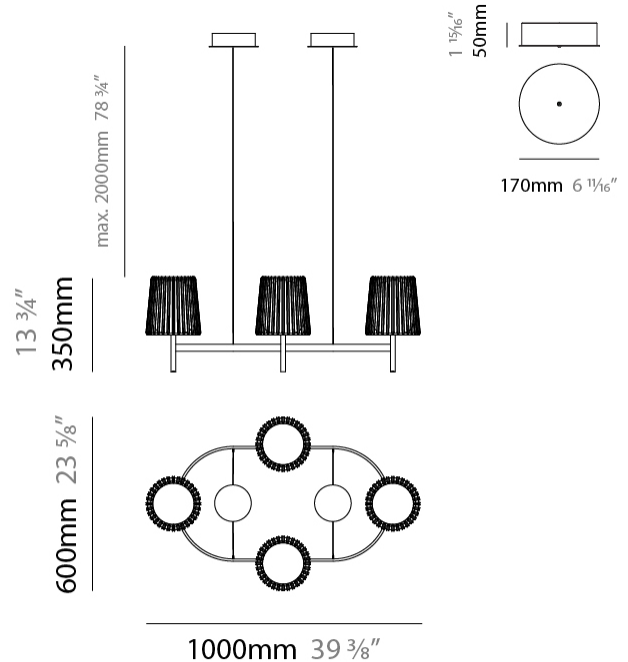 max. 2000mm 78 ¾″
1 15⁄16″
50mm
170mm 6 11⁄16″
13 ¾″
350mm
600mm 23 ⅝″
1000mm 39 ⅜″